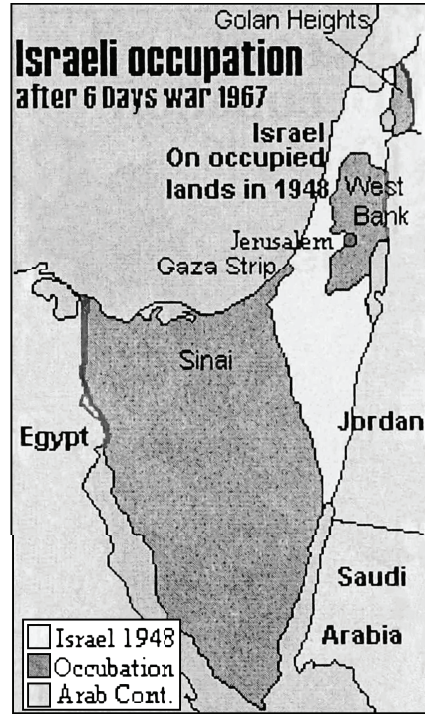 Golan Heights
Israeli occupation
after 6 Days war 1967
Israel
On occupied
lands in 1948
West
Bank
Jerusalem
Gaza Strip
Sinai
Egypt
Jordan
Saudi
Arabia
Israel 1948
Occubation
Arab Cont.